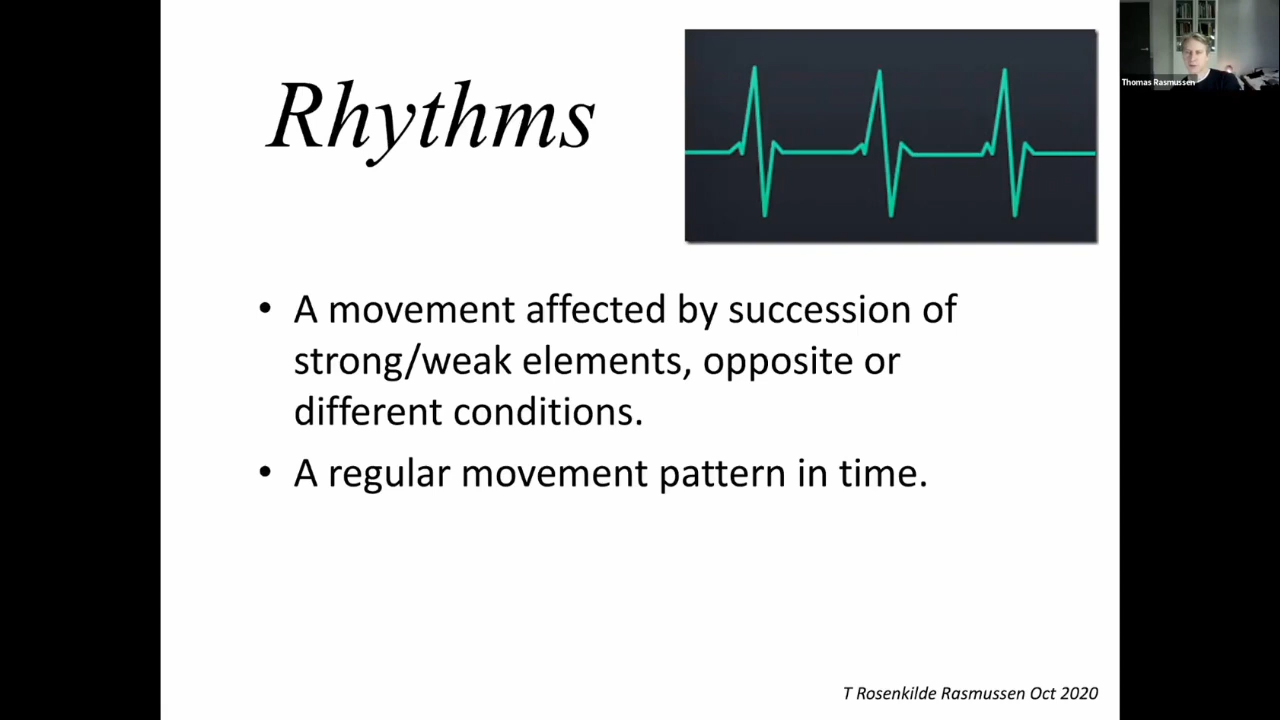 Rhythms
Thomas Rasmussen
• A movement affected by succession of
strong/weak elements, opposite or
different conditions.
• A regular movement pattern in time.
T Rosenkilde Rasmussen Oct 2020